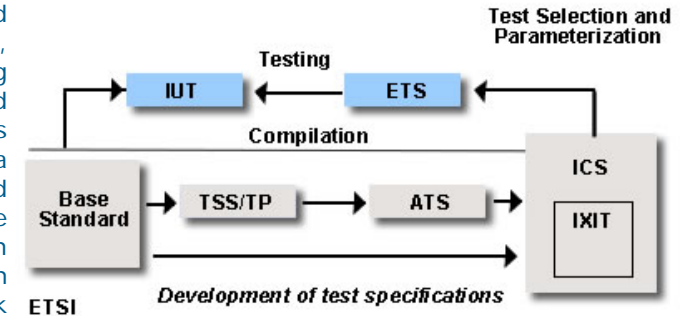 Test Selection and
Parameterization
Testing
IUT
ETS
Compilation
ICS
Base
Standard
TSS/TP
ATS
IXIT
Development of test specifications
ETSI